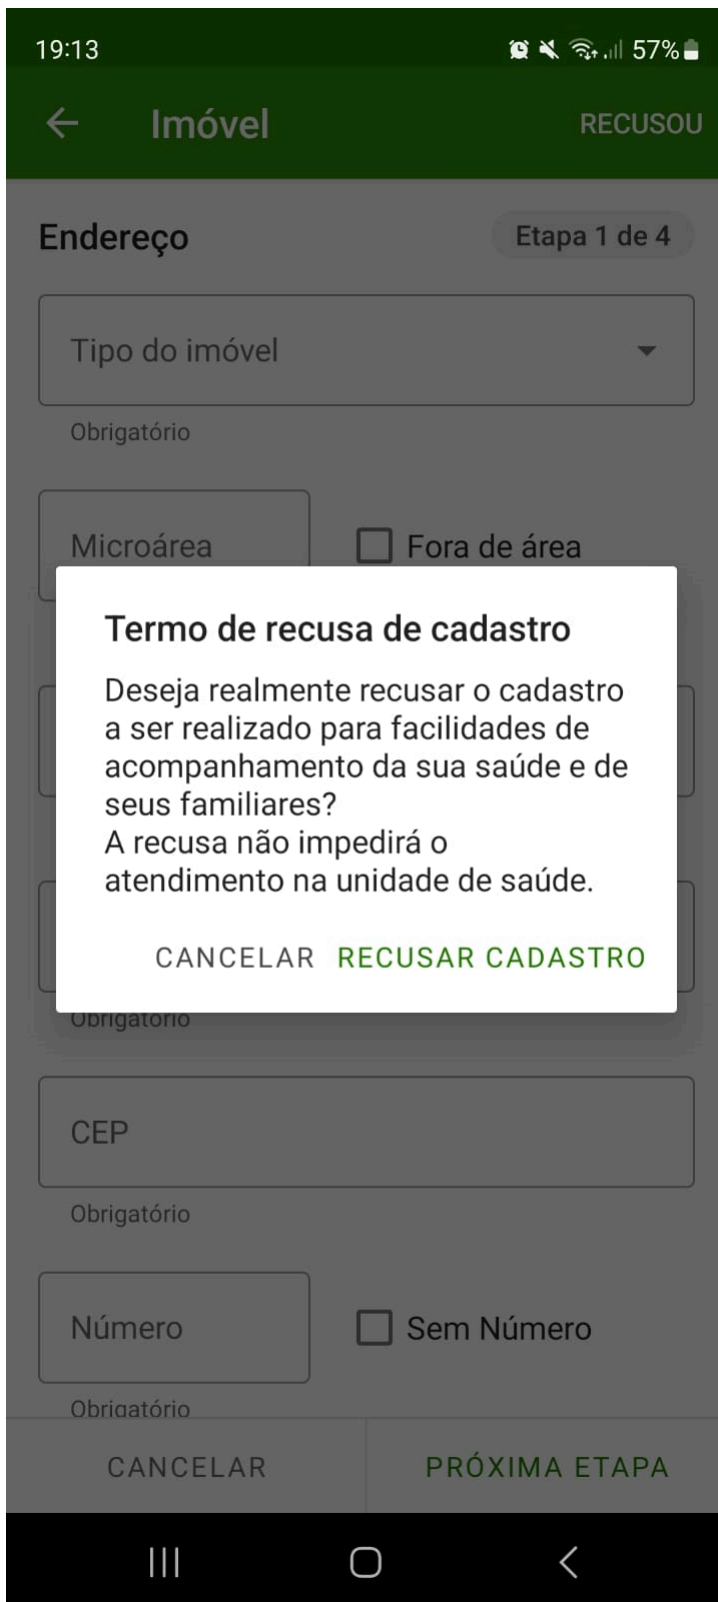 19:13 57%
Imóvel RECUSOU
Endereço Etapa 1 de 4
Tipo do imóvel
Obrigatório
Microárea Fora de área
Termo de recusa de cadastro
Deseja realmente recusar o cadastro
a ser realizado para facilidades de
acompanhamento da sua saúde e de
seus familiares?
A recusa não impedirá o
atendimento na unidade de saúde.
CANCELAR RECUSAR CADASTRO
Obrigatório
CEP
Obrigatório
Número Sem Número
Obrigatório
CANCELAR PRÓXIMA ETAPA